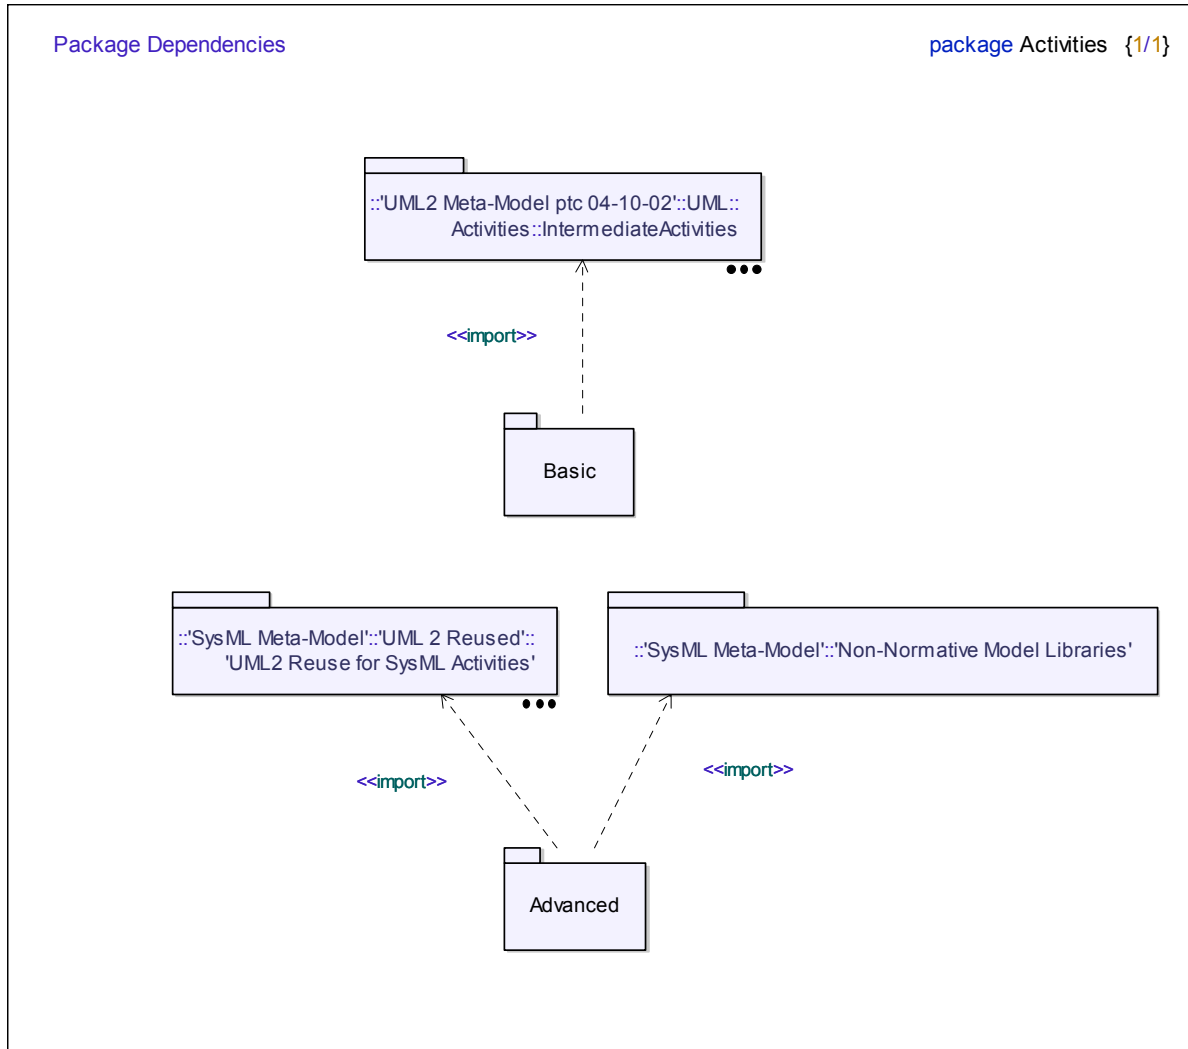 Package Dependencies
package Activities {1/1}
::'UML2 Meta-Model ptc 04-10-02'::UML::
Activities::IntermediateActivities
<<import>>
Basic
::'SysML Meta-Model'::'UML 2 Reused'::
'UML2 Reuse for SysML Activities'
::'SysML Meta-Model'::'Non-Normative Model Libraries'
<<import>>
<<import>>
Advanced